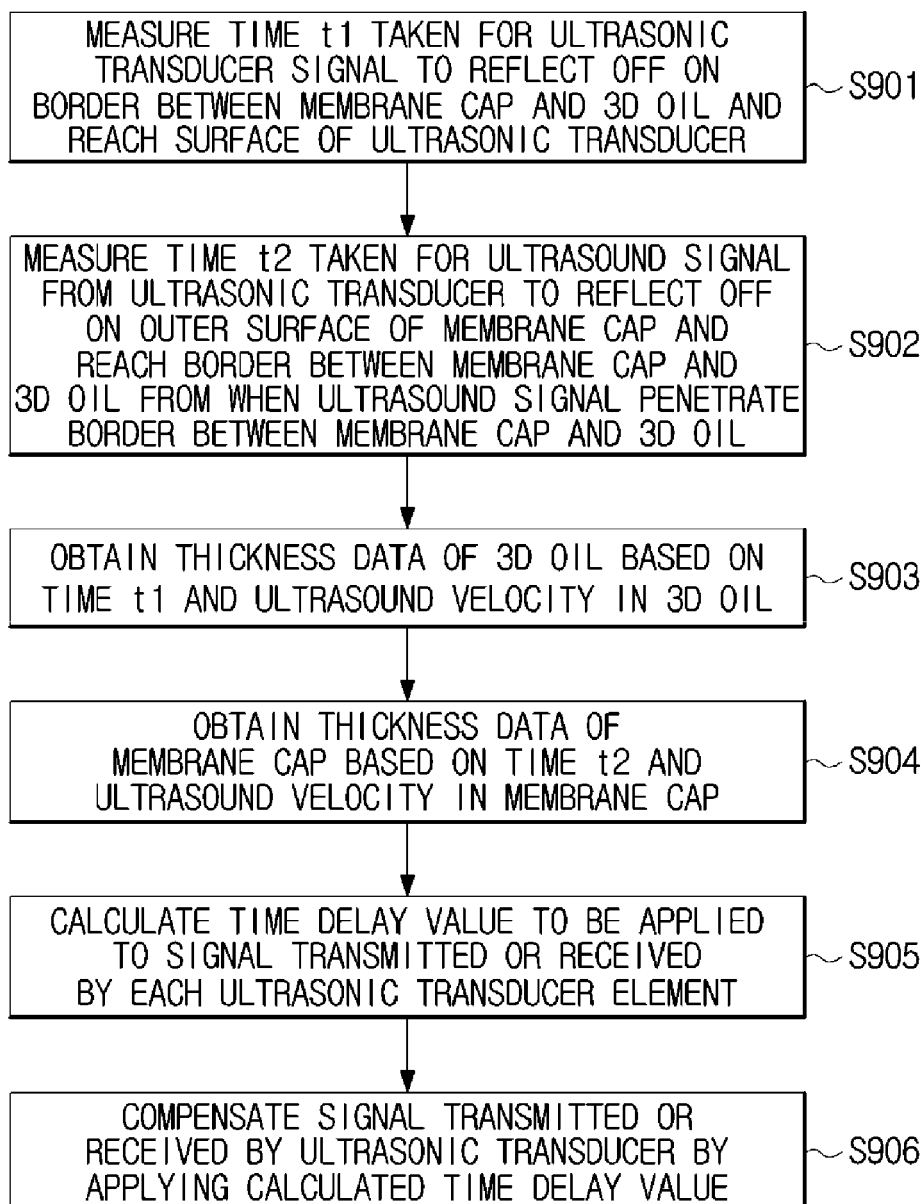 MEASURE TIME t1 TAKEN FOR ULTRASONIC
TRANSDUCER SIGNAL TO REFLECT OFF ON
BORDER BETWEEN MEMBRANE CAP AND 3D OIL AND
REACH SURFACE OF ULTRASONIC TRANSDUCER
S901
MEASURE TIME t2 TAKEN FOR ULTRASOUND SIGNAL
FROM ULTRASONIC TRANSDUCER TO REFLECT OFF
ON OUTER SURFACE OF MEMBRANE CAP AND
REACH BORDER BETWEEN MEMBRANE CAP AND
3D OIL FROM WHEN ULTRASOUND SIGNAL PENETRATE
BORDER BETWEEN MEMBRANE CAP AND 3D OIL
S902
OBTAIN THICKNESS DATA OF 3D OIL BASED ON
TIME t1 AND ULTRASOUND VELOCITY IN 3D OIL
S903
OBTAIN THICKNESS DATA OF
MEMBRANE CAP BASED ON TIME t2 AND
ULTRASOUND VELOCITY IN MEMBRANE CAP
S904
CALCULATE TIME DELAY VALUE TO BE APPLIED
TO SIGNAL TRANSMITTED OR RECEIVED
BY EACH ULTRASONIC TRANSDUCER ELEMENT
S905
COMPENSATE SIGNAL TRANSMITTED OR
RECEIVED BY ULTRASONIC TRANSDUCER BY
APPLYING CALCULATED TIME DELAY VALUE
S906